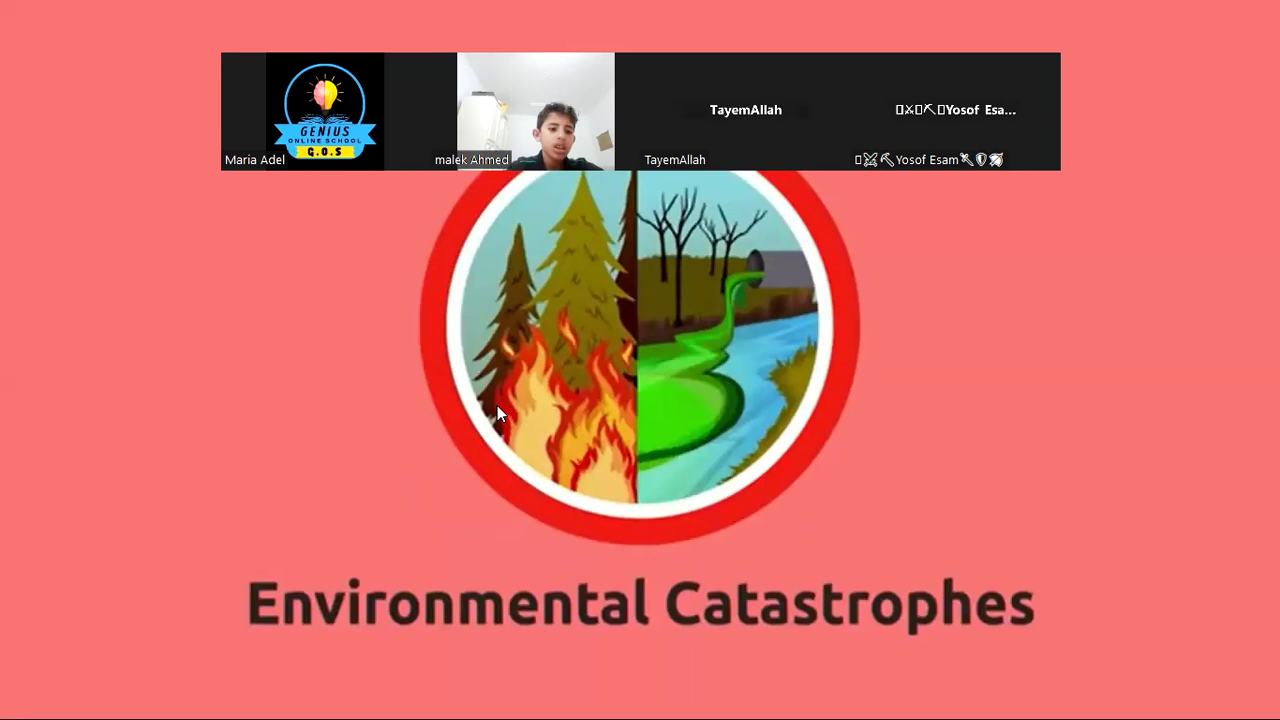 GENIUS
ONLINE SCHOOL
G.O.S
Maria Adel
malek Ahmed
TayemAllah
TayemAllah
Yosof Esa...
Yosof Esam
Environmental Catastrophes